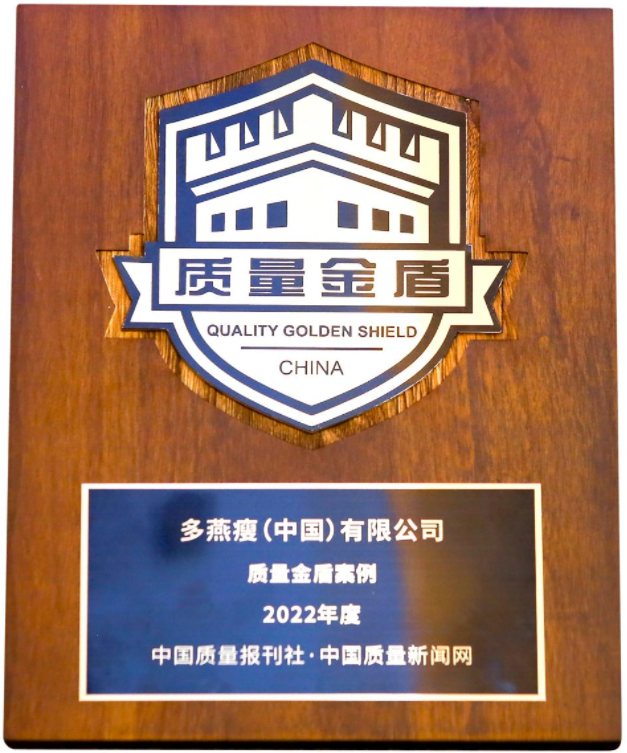 质量金盾
QUALITY GOLDEN SHIELD
CHINA
多燕瘦(中国)有限公司
质量金盾案例
2022年度
中国质量报刊社·中国质量新闻网